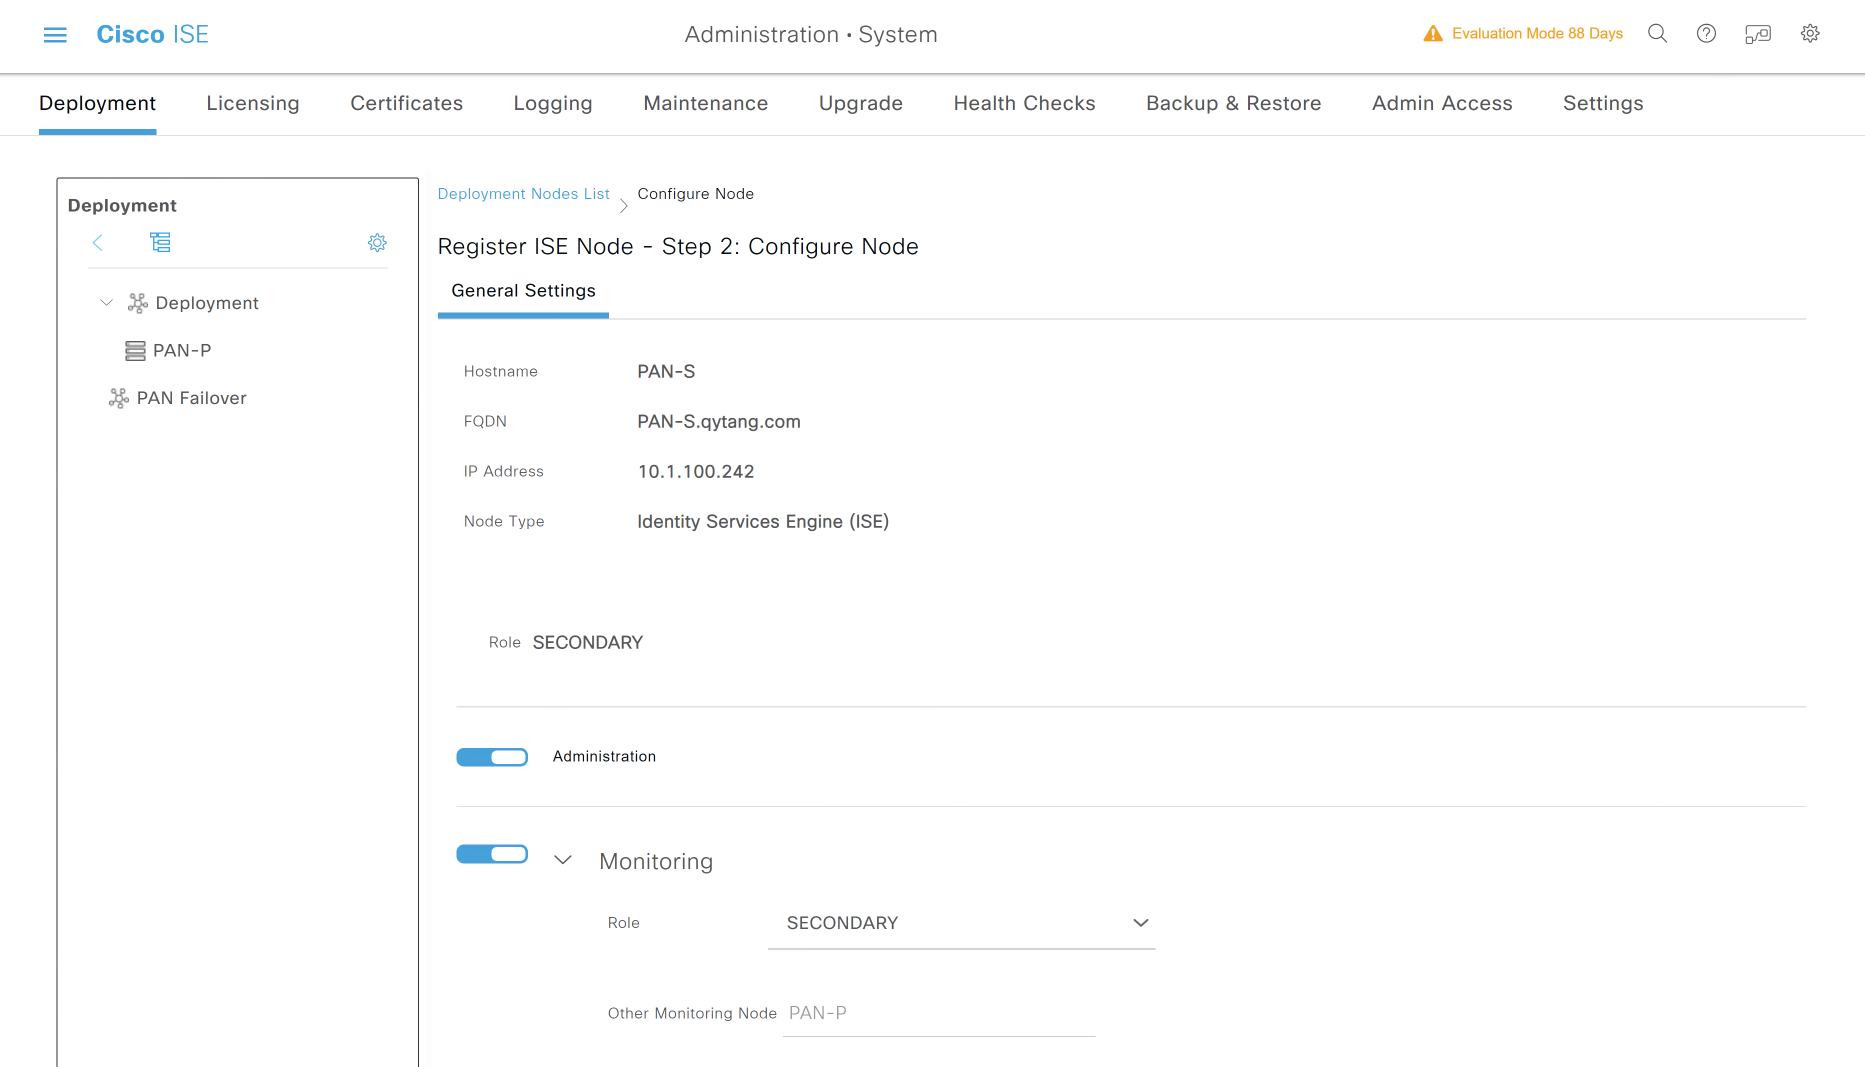 Cisco ISE
Administration • System
Evaluation Mode 88 Days
Deployment Licensing Certificates Logging Maintenance Upgrade Health Checks Backup & Restore Admin Access Settings
Deployment
Deployment
PAN-P
PAN Failover
Deployment Nodes List
Configure Node
Register ISE Node - Step 2: Configure Node
General Settings
Hostname PAN-S
FQDN PAN-S.qytang.com
IP Address 10.1.100.242
Node Type Identity Services Engine (ISE)
Role SECONDARY
Administration
Monitoring
Role SECONDARY
Other Monitoring Node PAN-P